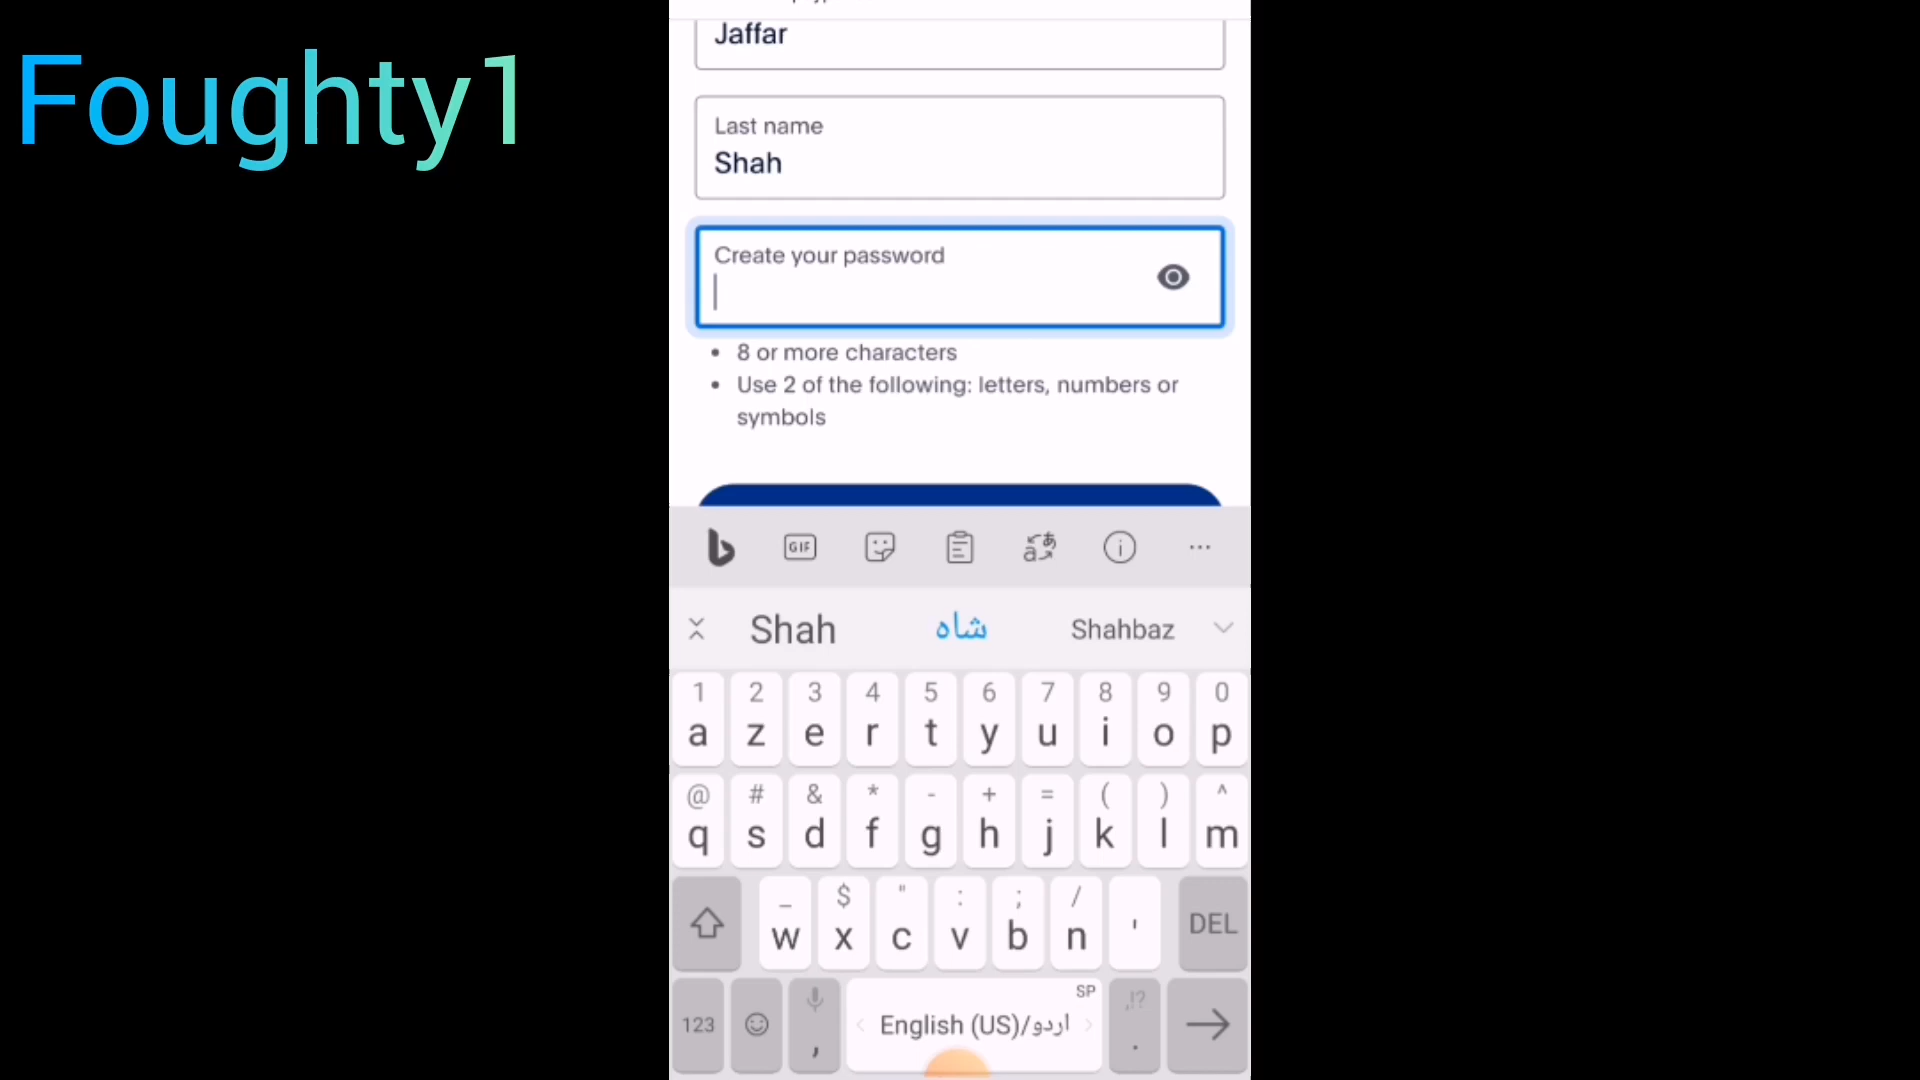 Foughty1
Jaffar
Last name
Shah
Create your password
• 8 or more characters
• Use 2 of the following: letters, numbers or
symbols
GIF
Shah شاہ Shahbaz
1 2 3 4 5 6 7 8 9 0
a z e r t y u i o p
@ # & * - + = ( ) ^
q s d f g h j k l m
_ $ " : ; /
w x c v b n ' DEL
SP ,!?
123 , English (US)/اردو .